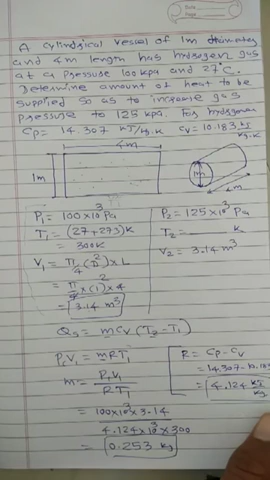 A cylindrical vessel of 1m diameter
and 4m length has hydrogen gas
at a pressure 100 kpa and 27°C.
Determine amount of heat to be
supplied so as to increase gas
pressure to 125 kpa. For hydrogen
Cp = 14.307 KJ/kg.K Cv = 10.183 KJ/kg.K
4m
1m
1m
4m
P1 = 100×10³ Pa
T1 = (27+273)K
= 300K
V1 = π/4 (D²) × L
= π/4 × (1)² × 4
= 3.14 m³
P2 = 125×10³ Pa
T2 = ____ K
V2 = 3.14 m³
Qs = mCv (T2 – T1)
P1V1 = mRT1
m = P1V1 / RT1
= 100×10³×3.14 / 4.124×10³×300
= 0.253 kg
R = Cp – Cv
= 14.307 – 10.183
= 4.124 KJ/kg